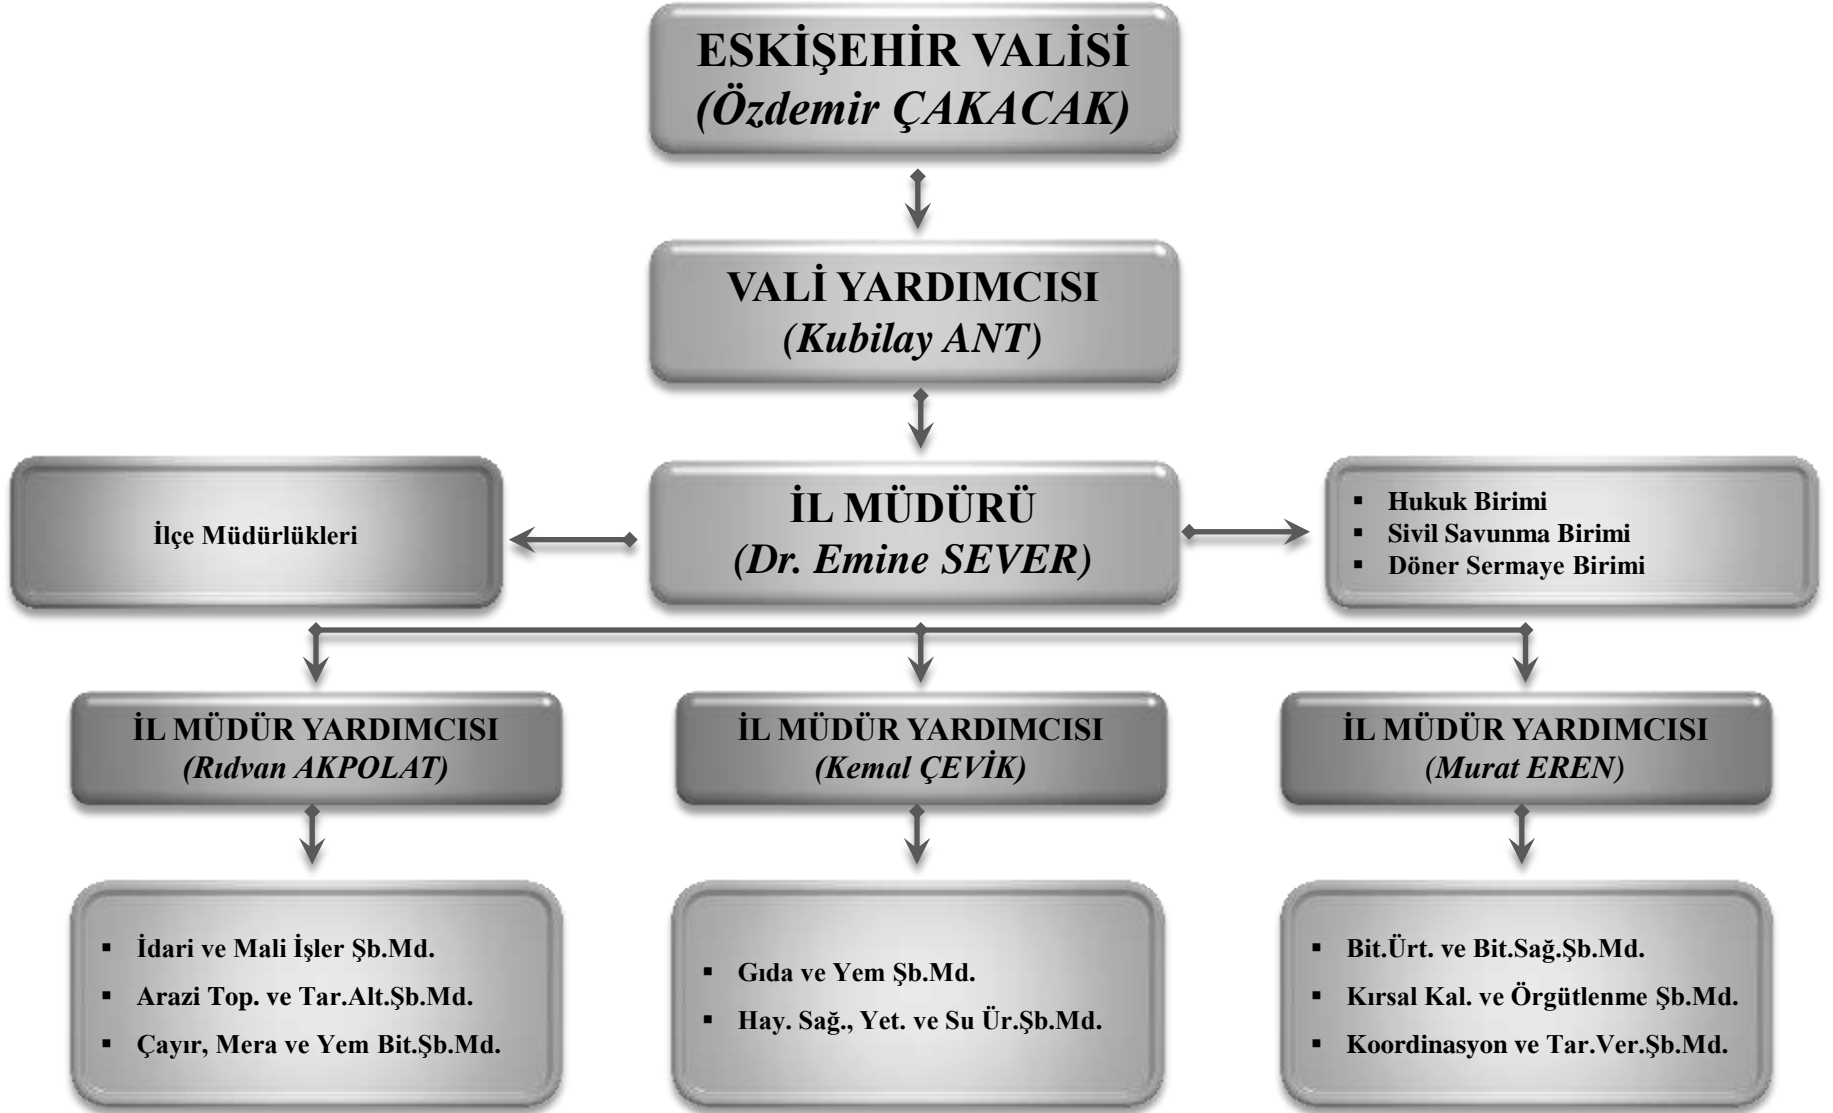 ESKİŞEHİR VALİSİ
(Özdemir ÇAKACAK)
VALİ YARDIMCISI
(Kubilay ANT)
İlçe Müdürlükleri
İL MÜDÜRÜ
(Dr. Emine SEVER)
▪ Hukuk Birimi
▪ Sivil Savunma Birimi
▪ Döner Sermaye Birimi
İL MÜDÜR YARDIMCISI
(Rıdvan AKPOLAT)
İL MÜDÜR YARDIMCISI
(Kemal ÇEVİK)
İL MÜDÜR YARDIMCISI
(Murat EREN)
▪ İdari ve Mali İşler Şb.Md.
▪ Arazi Top. ve Tar.Alt.Şb.Md.
▪ Çayır, Mera ve Yem Bit.Şb.Md.
▪ Gıda ve Yem Şb.Md.
▪ Hay. Sağ., Yet. ve Su Ür.Şb.Md.
▪ Bit.Ürt. ve Bit.Sağ.Şb.Md.
▪ Kırsal Kal. ve Örgütlenme Şb.Md.
▪ Koordinasyon ve Tar.Ver.Şb.Md.